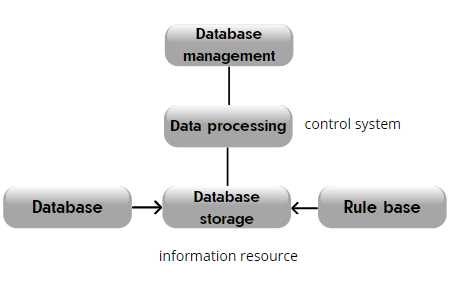 Database
management
Data processing
control system
Database
Database
storage
Rule base
information resource